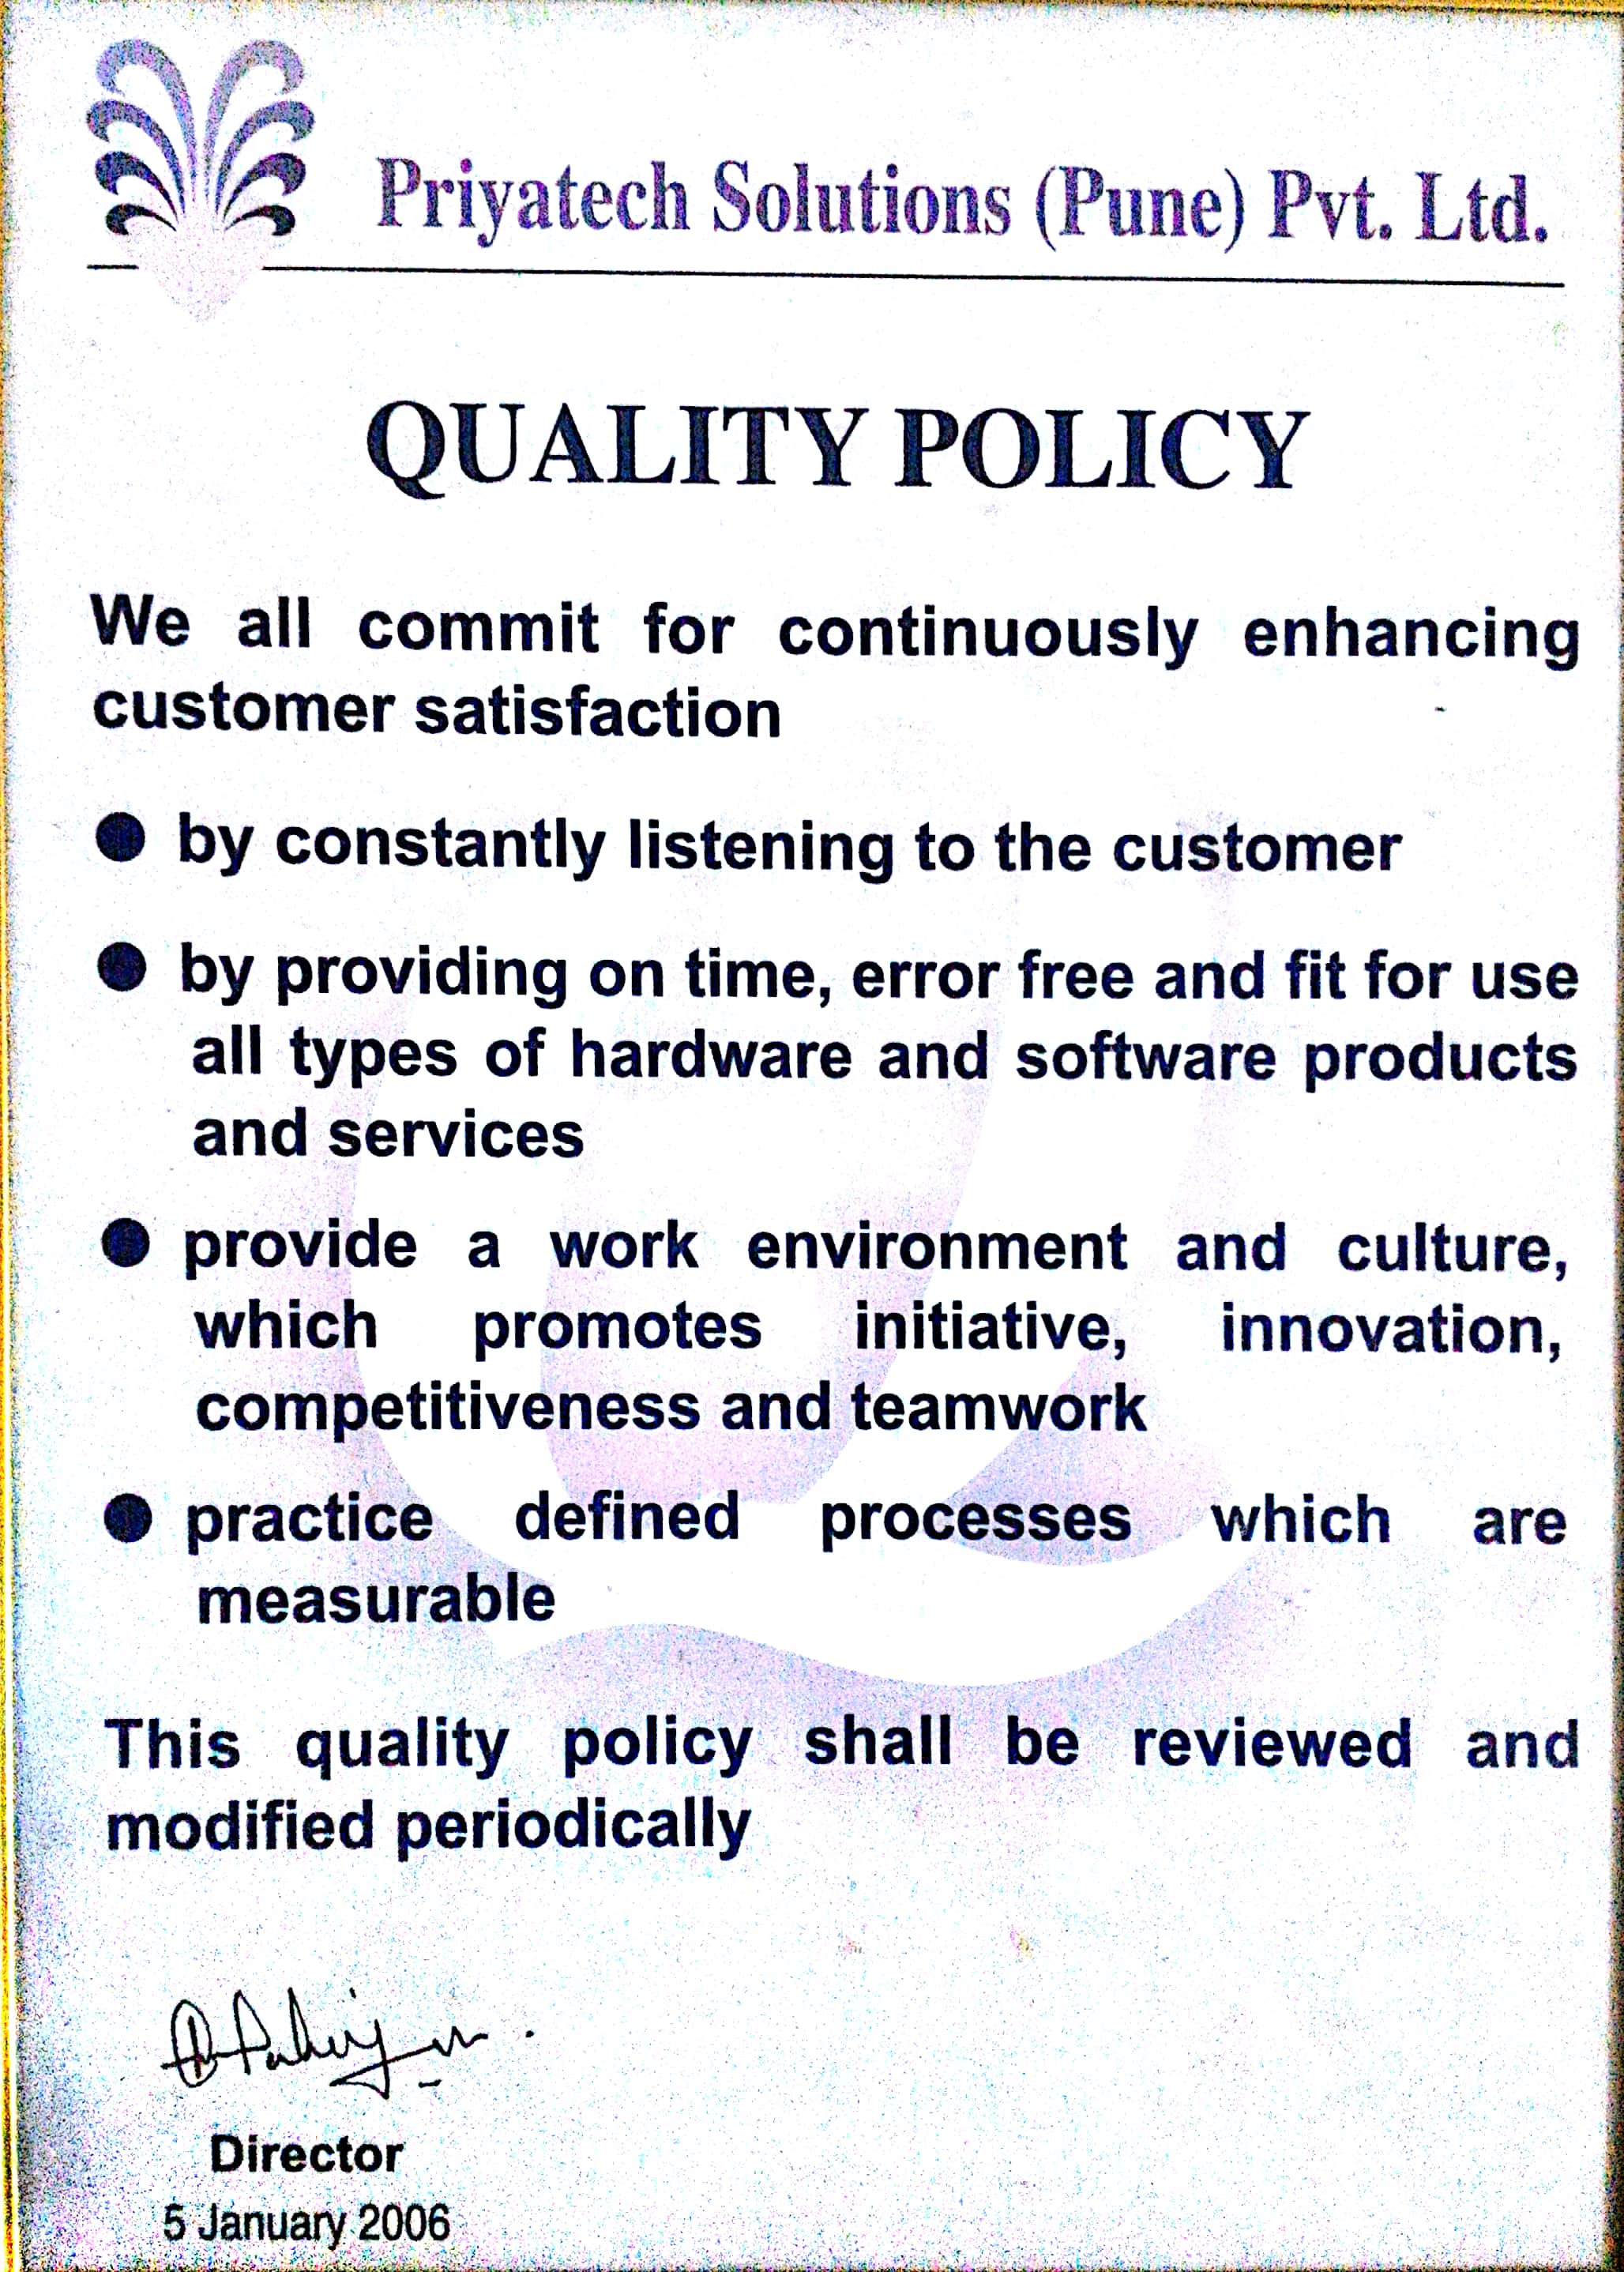 Priyatech Solutions (Pune) Pvt. Ltd.
QUALITY POLICY
We all commit for continuously enhancing
customer satisfaction
● by constantly listening to the customer
● by providing on time, error free and fit for use
all types of hardware and software products
and services
● provide a work environment and culture,
which promotes initiative, innovation,
competitiveness and teamwork
● practice defined processes which are
measurable
This quality policy shall be reviewed and
modified periodically
Director
5 January 2006